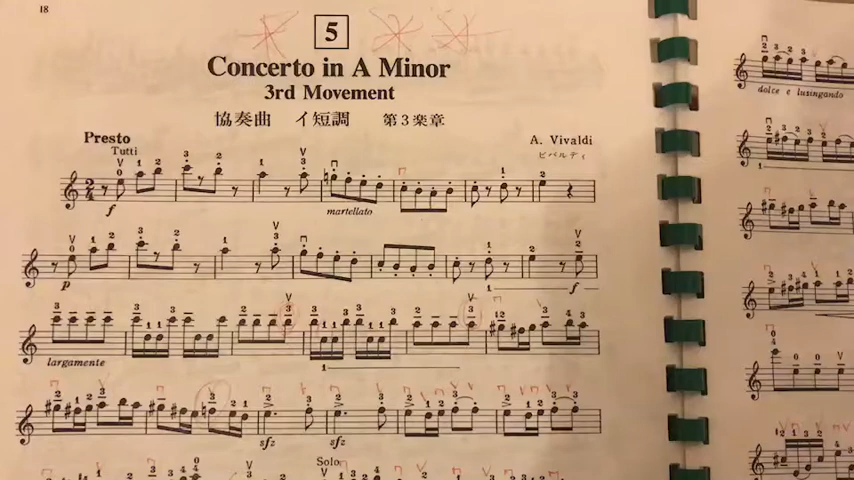 18
5
Concerto in A Minor
3rd Movement
協奏曲 イ短調 第3楽章
Presto
A. Vivaldi
Tutti
ビバルディ
f
martellato
dolce e lusingando
p
f
largamente
sfz sfz
Solo